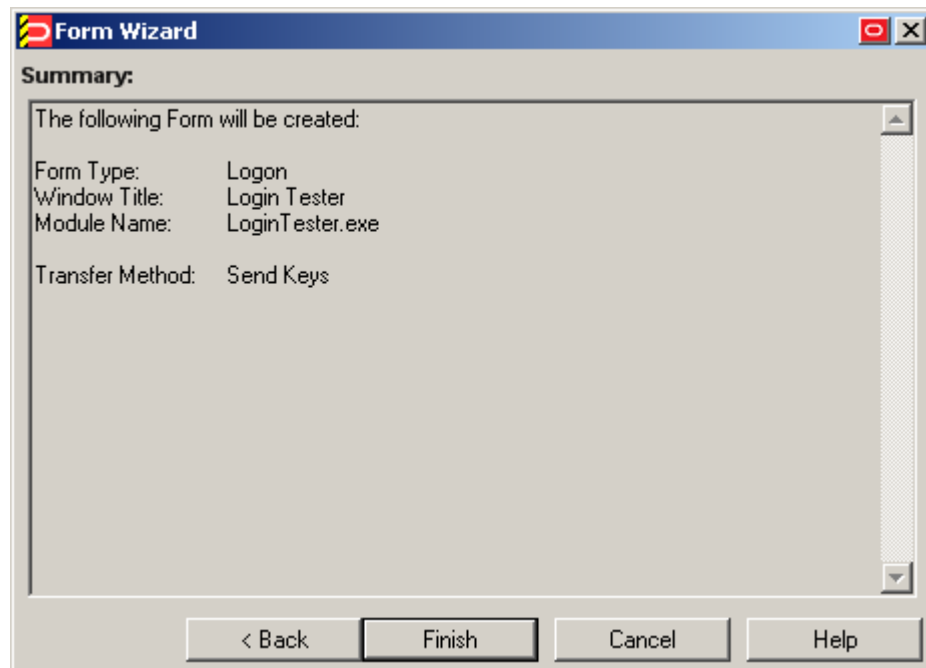 Form Wizard
Summary:
The following Form will be created:
Form Type: Logon
Window Title: Login Tester
Module Name: LoginTester.exe
Transfer Method: Send Keys
< Back Finish Cancel Help